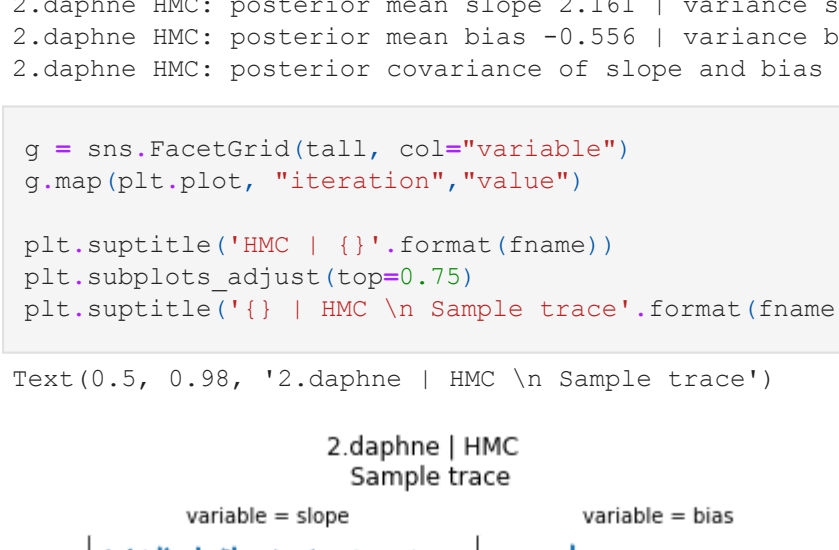 2.daphne HMC: posterior mean slope 2.161 | variance s
2.daphne HMC: posterior mean bias -0.556 | variance b
2.daphne HMC: posterior covariance of slope and bias
g = sns.FacetGrid(tall, col="variable")
g.map(plt.plot, "iteration","value")
plt.suptitle('HMC | {}'.format(fname))
plt.subplots_adjust(top=0.75)
plt.suptitle('{} | HMC \n Sample trace'.format(fname
Text(0.5, 0.98, '2.daphne | HMC \n Sample trace')
2.daphne | HMC
Sample trace
variable = slope
variable = bias